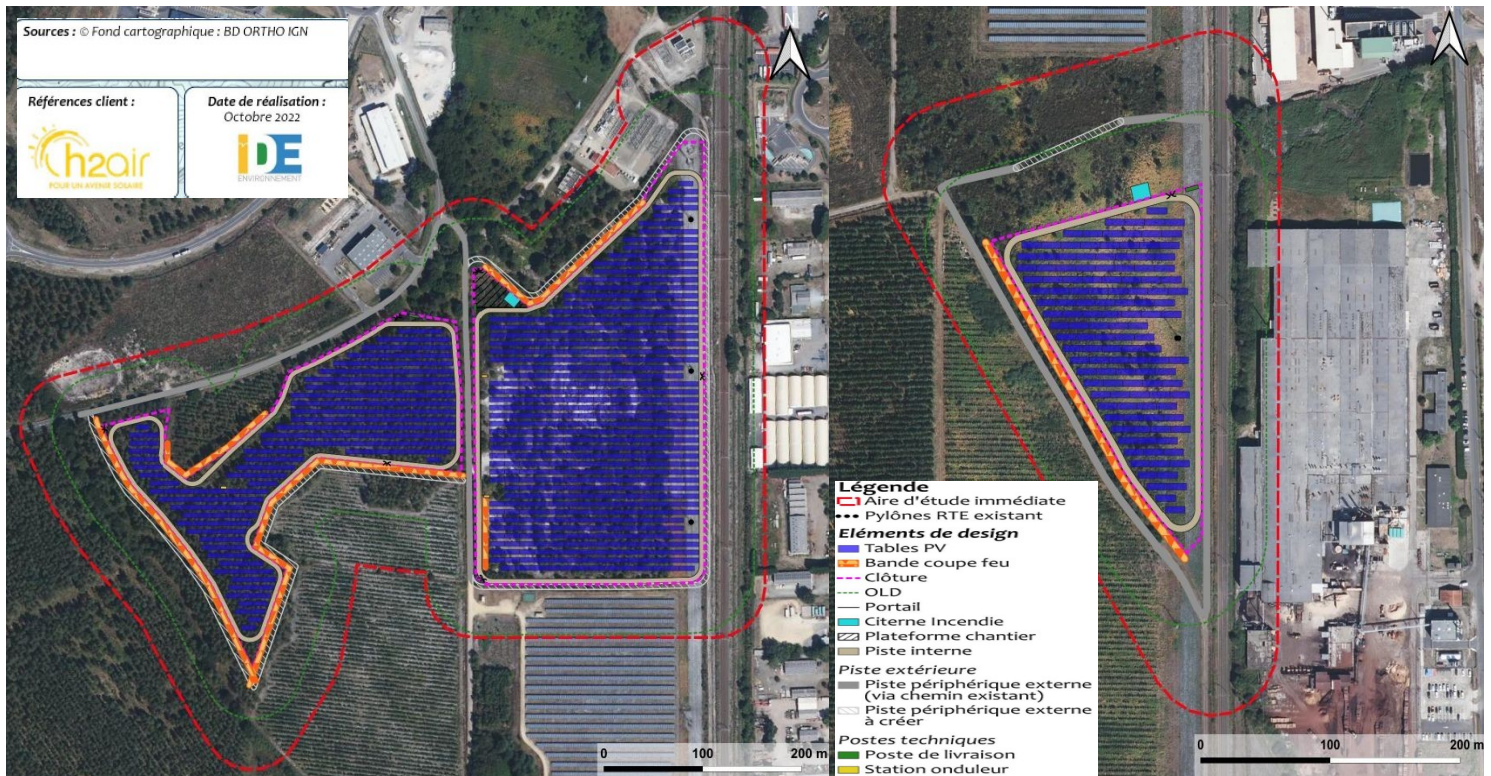 Sources : © Fond cartographique : BD ORTHO IGN
Références client :
h2air
POUR UN AVENIR SOLAIRE
Date de réalisation :
Octobre 2022
IDE
ENVIRONNEMENT
N
0 100 200 m
N
Légende
Aire d'étude immédiate
Pylônes RTE existant
Eléments de design
Tables PV
Bande coupe feu
Clôture
OLD
Portail
Citerne Incendie
Plateforme chantier
Piste interne
Piste extérieure
Piste périphérique externe
(via chemin existant)
Piste périphérique externe
à créer
Postes techniques
Poste de livraison
Station onduleur
0 100 200 m